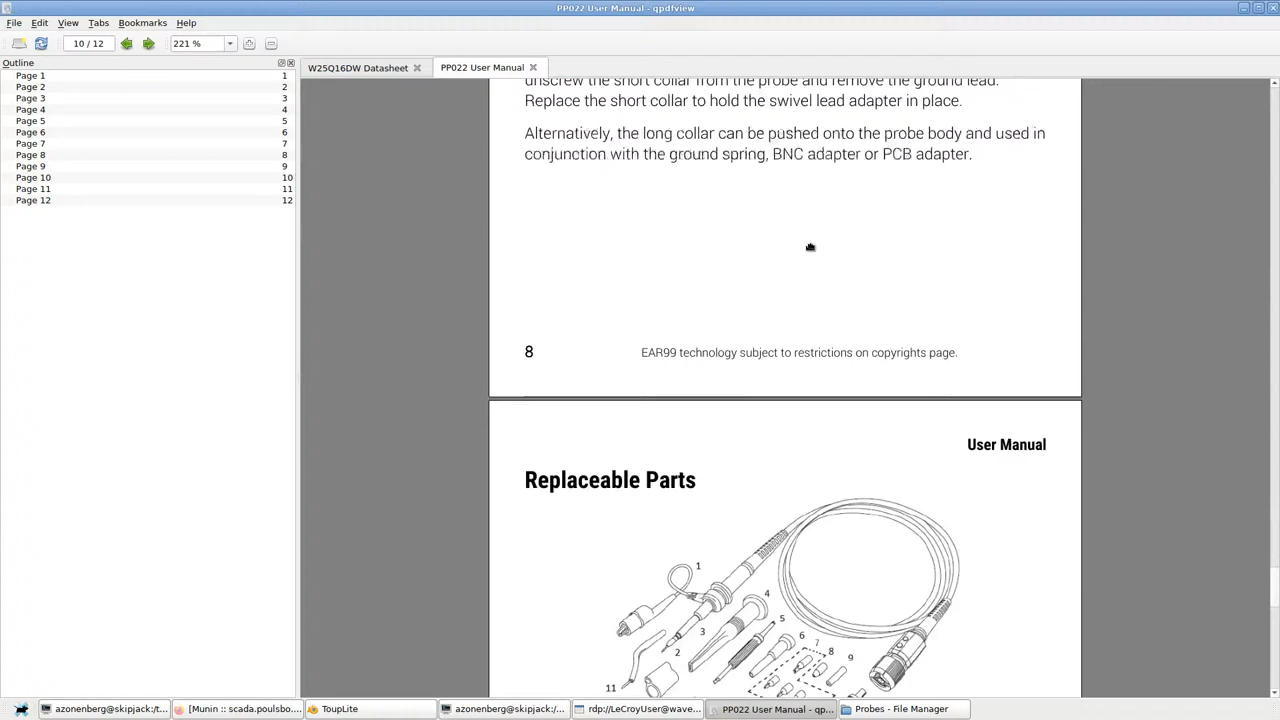 PP022 User Manual - qpdfview
File Edit View Tabs Bookmarks Help
10 / 12 221 %
Outline
Page 1 1
Page 2 2
Page 3 3
Page 4 4
Page 5 5
Page 6 6
Page 7 7
Page 8 8
Page 9 9
Page 10 10
Page 11 11
Page 12 12
W25Q16DW Datasheet PP022 User Manual
unscrew the short collar from the probe and remove the ground lead.
Replace the short collar to hold the swivel lead adapter in place.
Alternatively, the long collar can be pushed onto the probe body and used in
conjunction with the ground spring, BNC adapter or PCB adapter.
8 EAR99 technology subject to restrictions on copyrights page.
User Manual
Replaceable Parts
1
4
5
3
6
7
2
8
9
11
azonenberg@skipjack:/t... [Munin :: scada.poulsbo.... ToupLite azonenberg@skipjack:/... rdp://LeCroyUser@wave... PP022 User Manual - qp... Probes - File Manager